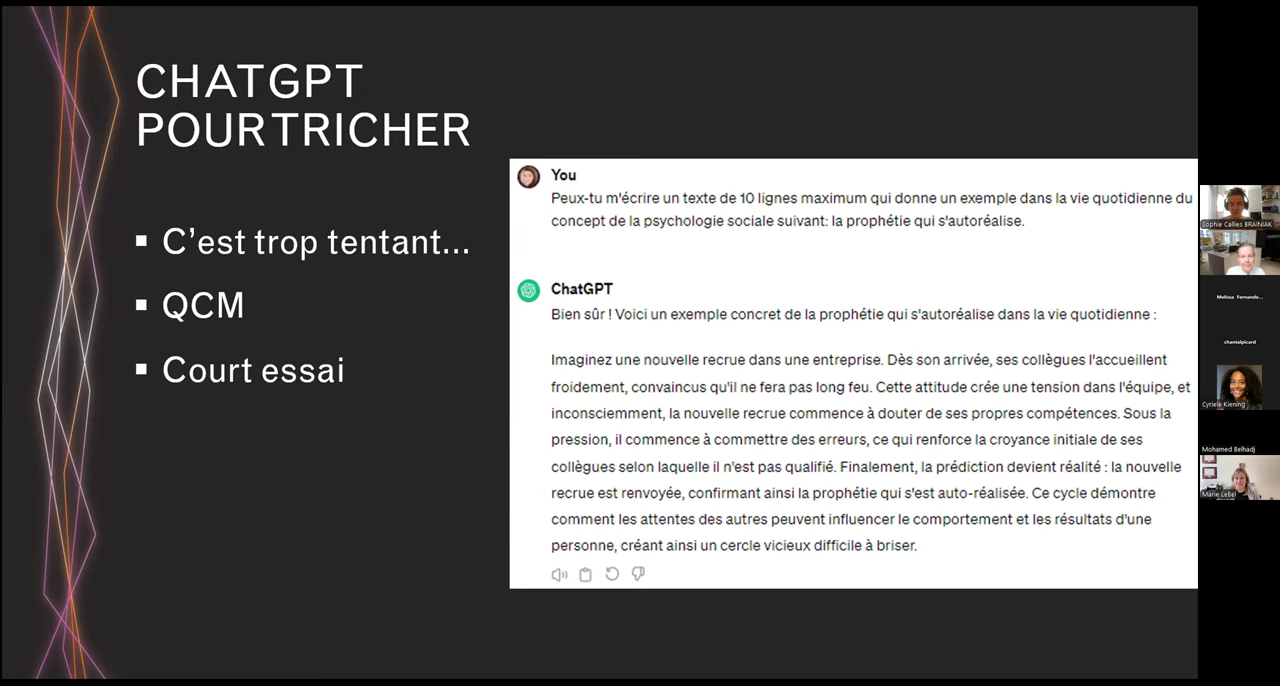 CHATGPT
POUR TRICHER
C'est trop tentant...
QCM
Court essai
You
Peux-tu m'écrire un texte de 10 lignes maximum qui donne un exemple dans la vie quotidienne du
concept de la psychologie sociale suivant: la prophétie qui s'autoréalise.
ChatGPT
Bien sûr ! Voici un exemple concret de la prophétie qui s'autoréalise dans la vie quotidienne :
Imaginez une nouvelle recrue dans une entreprise. Dès son arrivée, ses collègues l'accueillent
froidement, convaincus qu'il ne fera pas long feu. Cette attitude crée une tension dans l'équipe, et
inconsciemment, la nouvelle recrue commence à douter de ses propres compétences. Sous la
pression, il commence à commettre des erreurs, ce qui renforce la croyance initiale de ses
collègues selon laquelle il n'est pas qualifié. Finalement, la prédiction devient réalité : la nouvelle
recrue est renvoyée, confirmant ainsi la prophétie qui s'est auto-réalisée. Ce cycle démontre
comment les attentes des autres peuvent influencer le comportement et les résultats d'une
personne, créant ainsi un cercle vicieux difficile à briser.
Sophie Callies BRAINIAK
Melissa Fernande...
chantalpicard
Cyriele Kiening
Mohamed Belhadj
Marie LeBel